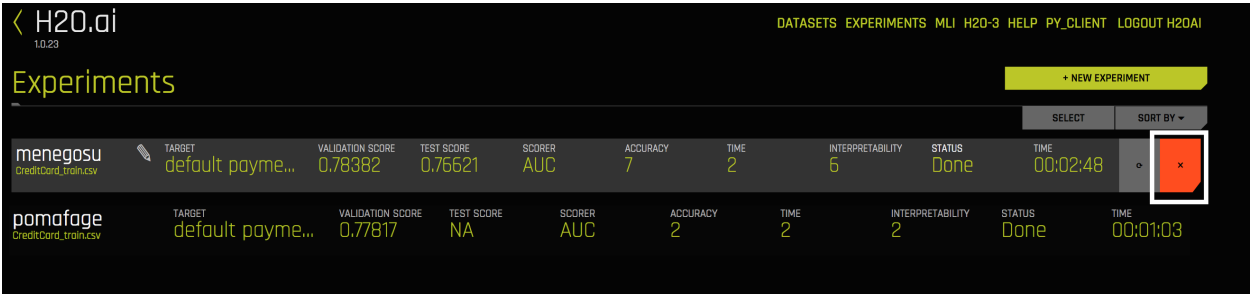 H2O.ai
1.0.23
DATASETS EXPERIMENTS MLI H2O-3 HELP PY_CLIENT LOGOUT H2OAI
Experiments
+ NEW EXPERIMENT
SELECT SORT BY
menegosu
CreditCard_train.csv
TARGET VALIDATION SCORE TEST SCORE SCORER ACCURACY TIME INTERPRETABILITY STATUS TIME
default payme... 0.78382 0.76621 AUC 7 2 6 Done 00:02:48
pomafage
CreditCard_train.csv
TARGET VALIDATION SCORE TEST SCORE SCORER ACCURACY TIME INTERPRETABILITY STATUS TIME
default payme... 0.77817 NA AUC 2 2 2 Done 00:01:03